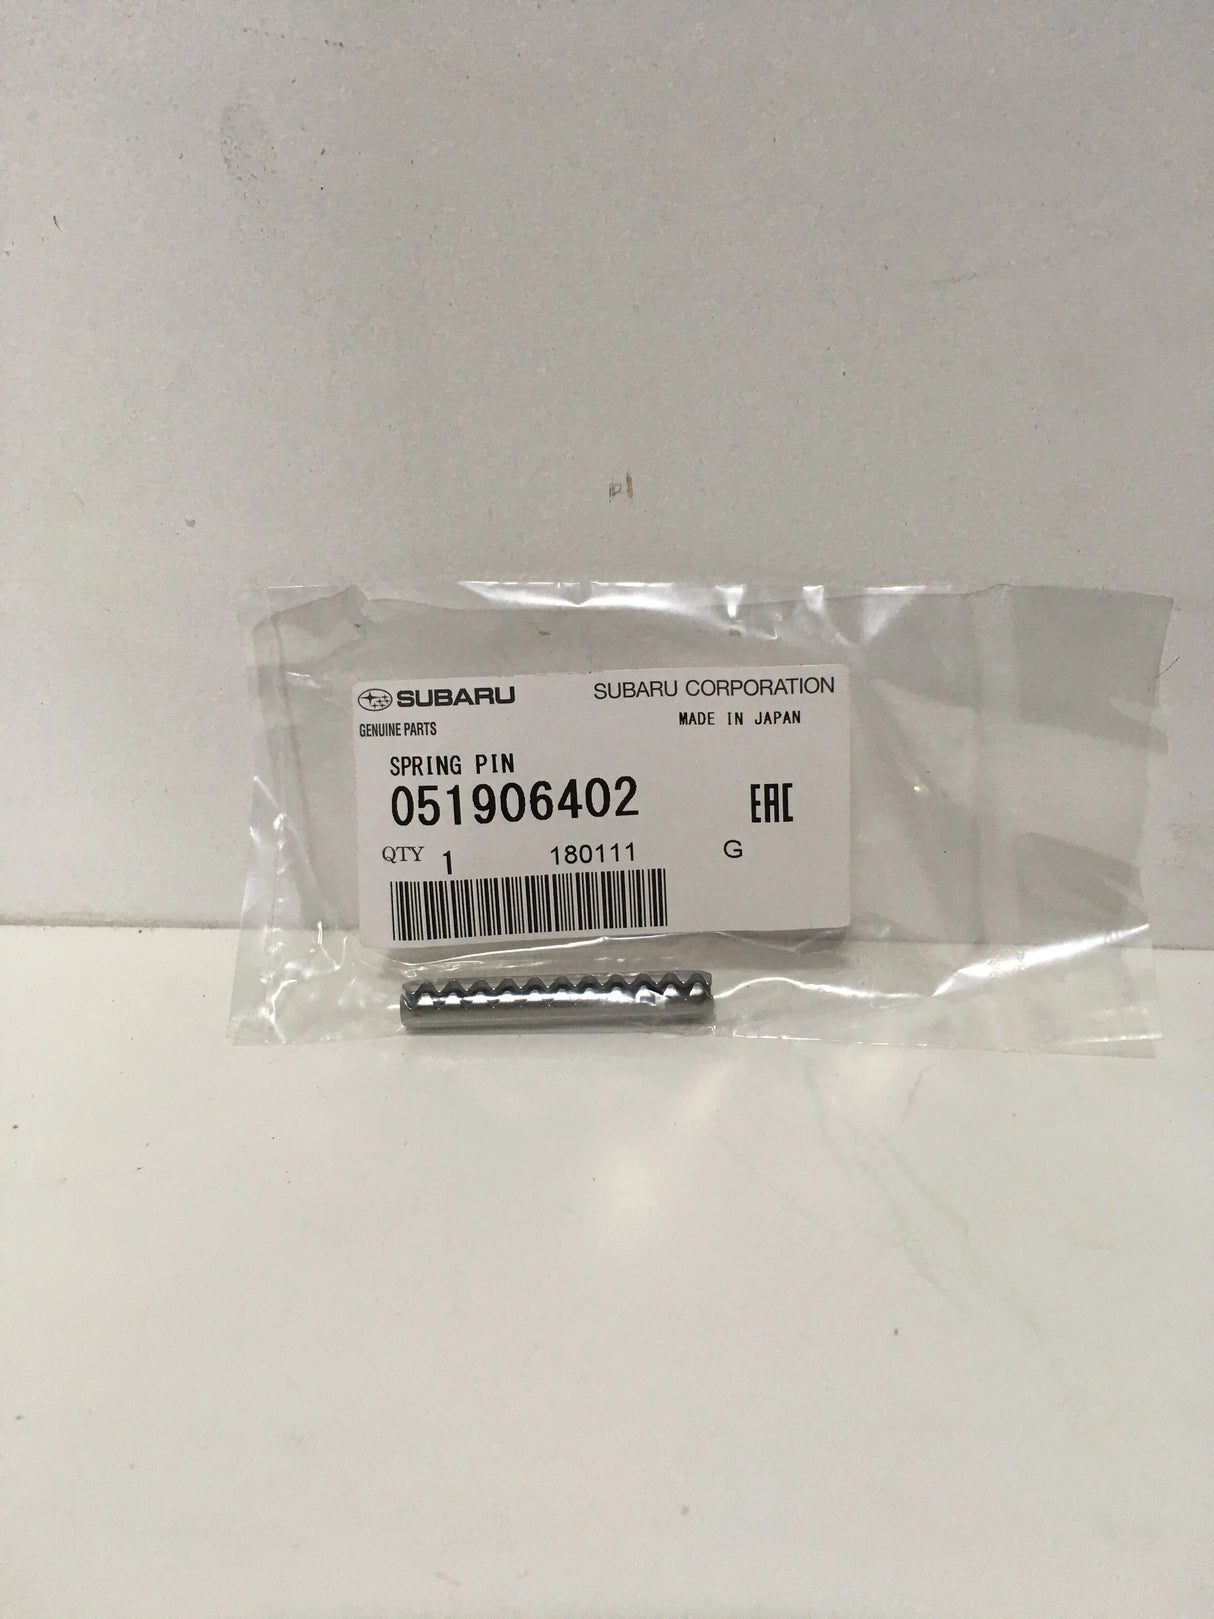 SUBARU SUBARU CORPORATION
GENUINE PARTS MADE IN JAPAN
SPRING PIN
051906402 EAC
QTY 1 180111 G